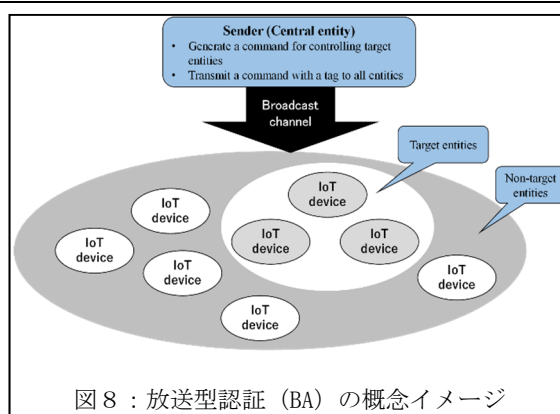 Sender (Central entity)
• Generate a command for controlling target
entities
• Transmit a command with a tag to all entities
Broadcast
channel
Target entities
Non-target
entities
IoT
device
IoT
device
IoT
device
IoT
device
IoT
device
IoT
device
IoT
device
IoT
device
図８：放送型認証（BA）の概念イメージ